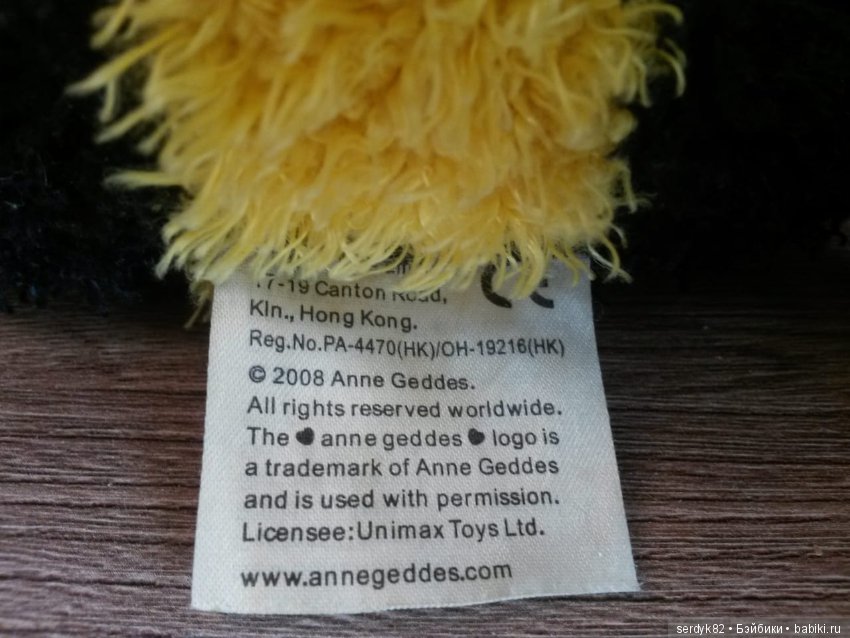 17-19 Canton Road,
Kln., Hong Kong.
Reg.No.PA-4470(HK)/OH-19216(HK)
© 2008 Anne Geddes.
All rights reserved worldwide.
The ♥ anne geddes ♥ logo is
a trademark of Anne Geddes
and is used with permission.
Licensee:Unimax Toys Ltd.
www.annegeddes.com
serdyk82 • Бэйбики • babiki.ru